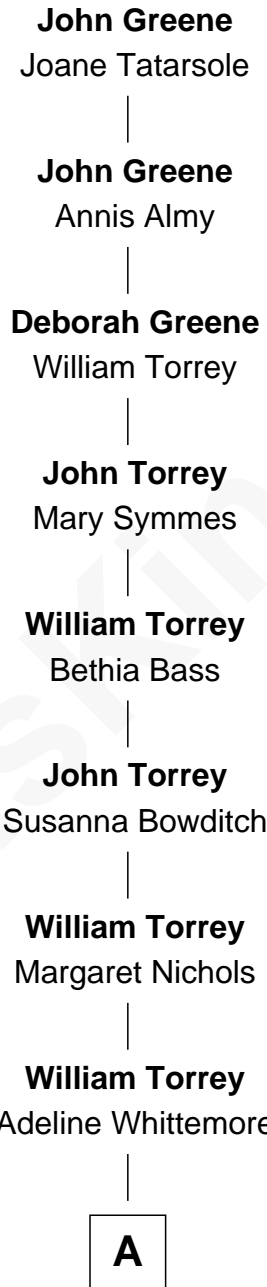 John Greene
Joane Tatarsole
John Greene
Annis Almy
Deborah Greene
William Torrey
John Torrey
Mary Symmes
William Torrey
Bethia Bass
John Torrey
Susanna Bowditch
William Torrey
Margaret Nichols
William Torrey
Adeline Whittemore
A